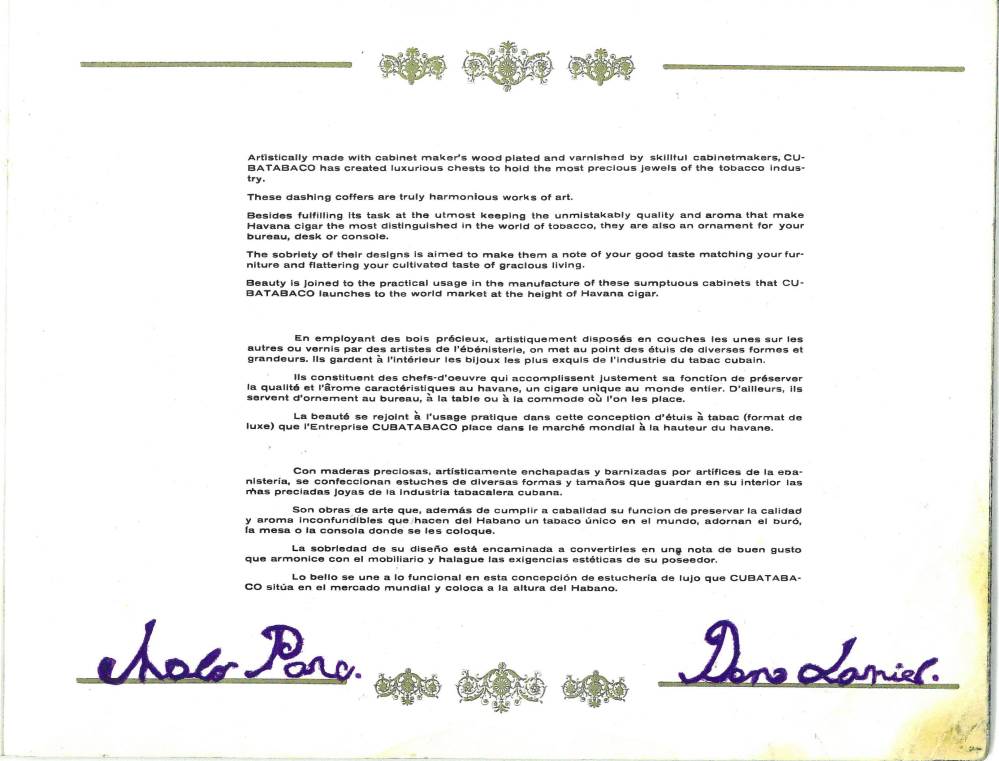 Artistically made with cabinet maker's wood plated and varnished by skillful cabinetmakers, CU-
BATABACO has created luxurious chests to hold the most precious jewels of the tobacco indus-
try.
These dashing coffers are truly harmonious works of art.
Besides fulfilling its task at the utmost keeping the unmistakably quality and aroma that make
Havana cigar the most distinguished in the world of tobacco, they are also an ornament for your
bureau, desk or console.
The sobriety of their designs is aimed to make them a note of your good taste matching your fur-
niture and flattering your cultivated taste of gracious living.
Beauty is joined to the practical usage in the manufacture of these sumptuous cabinets that CU-
BATABACO launches to the world market at the height of Havana cigar.
En employant des bois précieux, artistiquement disposés en couches les unes sur les
autres ou vernis par des artistes de l'ébénisterie, on met au point des étuis de diverses formes et
grandeurs. Ils gardent à l'intérieur les bijoux les plus exquis de l'industrie du tabac cubain.
Ils constituent des chefs-d'oeuvre qui accomplissent justement sa fonction de préserver
la qualité et l'ârome caractéristiques au havane, un cigare unique au monde entier. D'ailleurs, ils
servent d'ornement au bureau, à la table ou à la commode où l'on les place.
La beauté se rejoint à l'usage pratique dans cette conception d'étuis à tabac (format de
luxe) que l'Entreprise CUBATABACO place dans le marché mondial à la hauteur du havane.
Con maderas preciosas, artísticamente enchapadas y barnizadas por artífices de la eba-
nistería, se confeccionan estuches de diversas formas y tamaños que guardan en su interior las
mas preciadas joyas de la industria tabacalera cubana.
Son obras de arte que, además de cumplir a cabalidad su funcion de preservar la calidad
y aroma inconfundibles que hacen del Habano un tabaco único en el mundo, adornan el buró,
la mesa o la consola donde se les coloque.
La sobriedad de su diseño está encaminada a convertirles en una nota de buen gusto
que armonice con el mobiliario y halague las exigencias estéticas de su poseedor.
Lo bello se une a lo funcional en esta concepción de estuchería de lujo que CUBATABA-
CO sitúa en el mercado mundial y coloca a la altura del Habano.